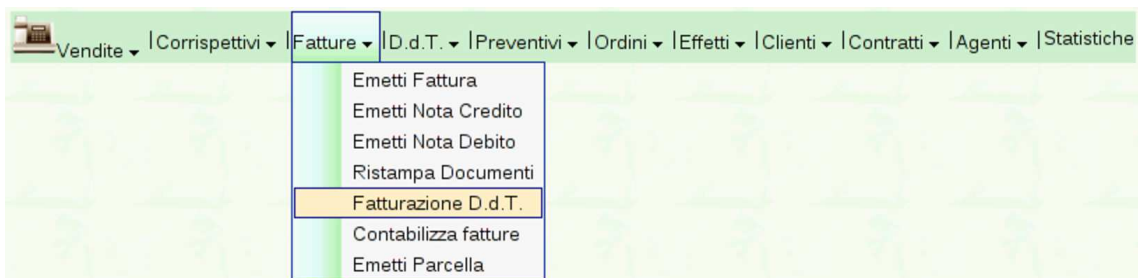 Vendite |Corrispettivi |Fatture |D.d.T. |Preventivi |Ordini |Effetti |Clienti |Contratti |Agenti |Statistiche
Emetti Fattura
Emetti Nota Credito
Emetti Nota Debito
Ristampa Documenti
Fatturazione D.d.T.
Contabilizza fatture
Emetti Parcella